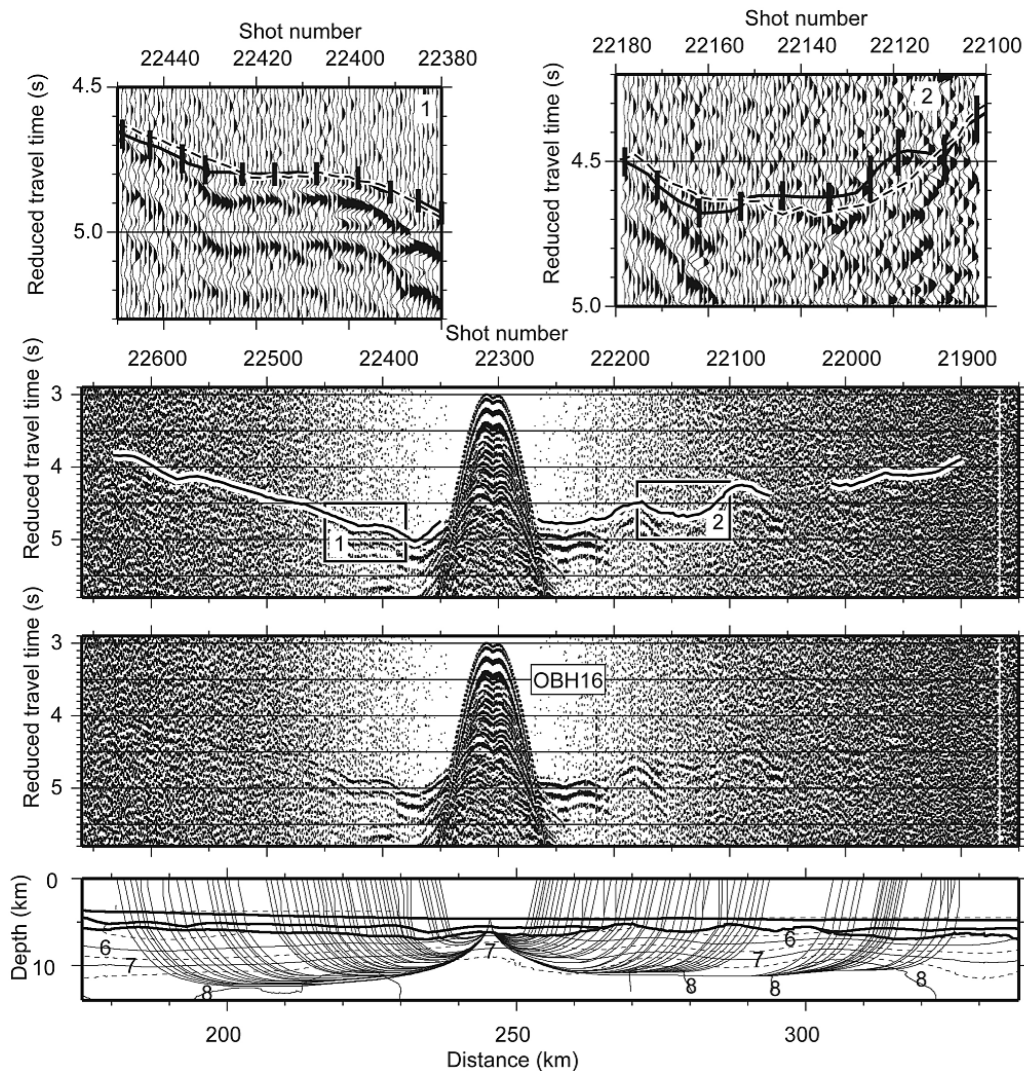 Shot number
22440 22420 22400 22380
Reduced travel time (s)
4.5
5.0
1
Shot number
22180 22160 22140 22120 22100
Reduced travel time (s)
4.5
5.0
2
Shot number
22600 22500 22400 22300 22200 22100 22000 21900
Reduced travel time (s)
3
4
5
1
2
Reduced travel time (s)
3
4
5
OBH16
Depth (km)
0
10
6
7
8
7
8
6
7
8
8
200 250 300
Distance (km)